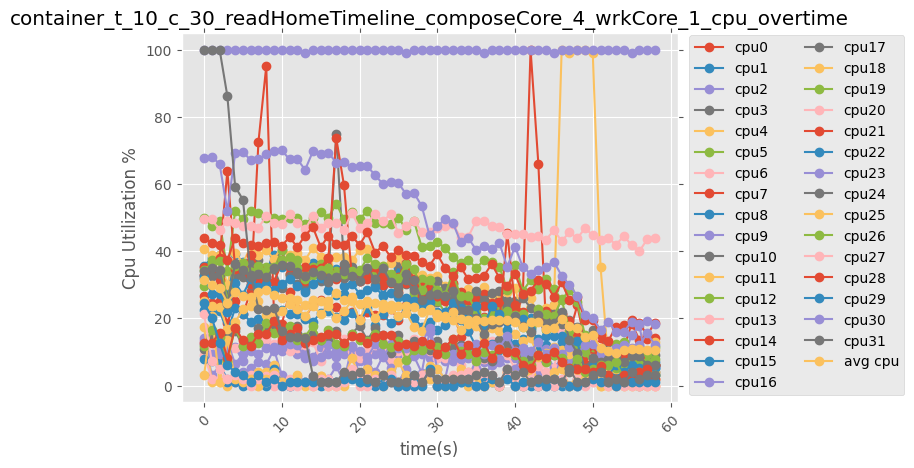 container_t_10_c_30_readHomeTimeline_composeCore_4_wrkCore_1_cpu_overtime
Cpu Utilization %
100
80
60
40
20
0
0
10
20
30
40
50
60
time(s)
cpu0
cpu1
cpu2
cpu3
cpu4
cpu5
cpu6
cpu7
cpu8
cpu9
cpu10
cpu11
cpu12
cpu13
cpu14
cpu15
cpu16
cpu17
cpu18
cpu19
cpu20
cpu21
cpu22
cpu23
cpu24
cpu25
cpu26
cpu27
cpu28
cpu29
cpu30
cpu31
avg cpu